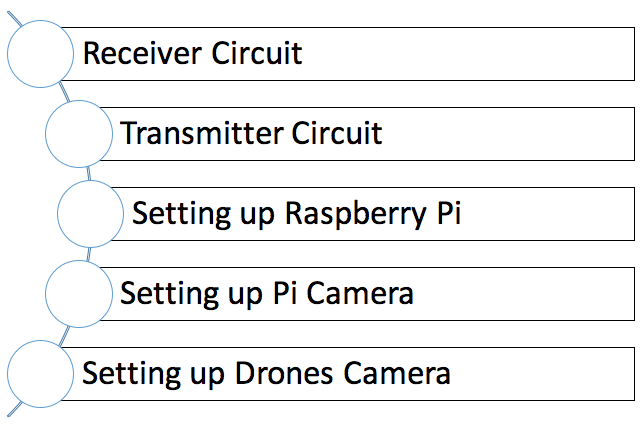 Receiver Circuit
Transmitter Circuit
Setting up Raspberry Pi
Setting up Pi Camera
Setting up Drones Camera